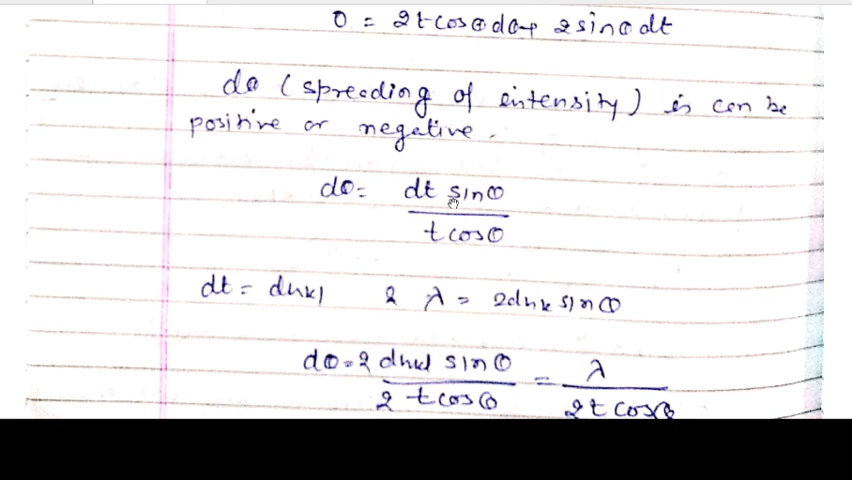 0 = 2t cosθ dθ + 2 sinθ dt
dθ (spreading of intensity) is can be
positive or negative.
dθ = dt sinθ
t cosθ
dt = dhkl & λ = 2dhkl sinθ
dθ = 2 dhkl sinθ = λ
2 t cosθ 2t cosθ